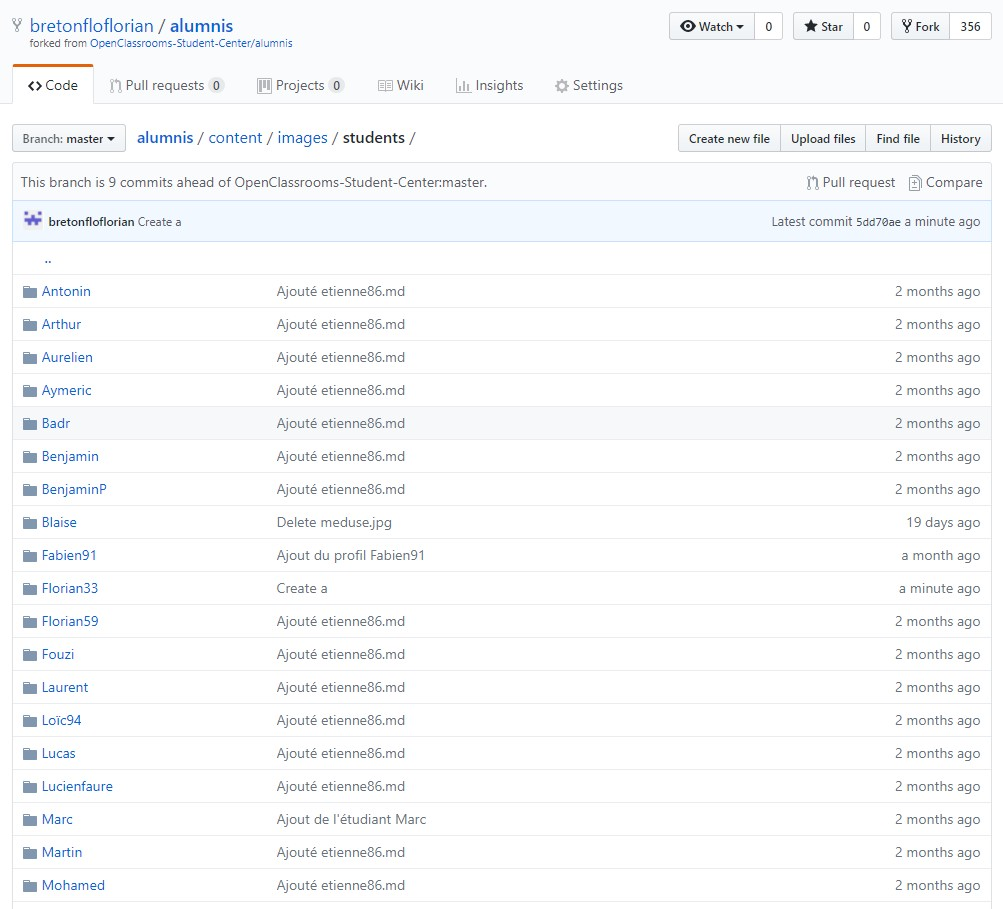 bretonfloflorian / alumnis
forked from OpenClassrooms-Student-Center/alumnis
Watch 0 Star 0 Fork 356
Code Pull requests 0 Projects 0 Wiki Insights Settings
Branch: master alumnis / content / images / students / Create new file Upload files Find file History
This branch is 9 commits ahead of OpenClassrooms-Student-Center:master. Pull request Compare
bretonfloflorian Create a Latest commit 5dd70ae a minute ago
..
Antonin Ajouté etienne86.md 2 months ago
Arthur Ajouté etienne86.md 2 months ago
Aurelien Ajouté etienne86.md 2 months ago
Aymeric Ajouté etienne86.md 2 months ago
Badr Ajouté etienne86.md 2 months ago
Benjamin Ajouté etienne86.md 2 months ago
BenjaminP Ajouté etienne86.md 2 months ago
Blaise Delete meduse.jpg 19 days ago
Fabien91 Ajout du profil Fabien91 a month ago
Florian33 Create a a minute ago
Florian59 Ajouté etienne86.md 2 months ago
Fouzi Ajouté etienne86.md 2 months ago
Laurent Ajouté etienne86.md 2 months ago
Loïc94 Ajouté etienne86.md 2 months ago
Lucas Ajouté etienne86.md 2 months ago
Lucienfaure Ajouté etienne86.md 2 months ago
Marc Ajout de l'étudiant Marc 2 months ago
Martin Ajouté etienne86.md 2 months ago
Mohamed Ajouté etienne86.md 2 months ago